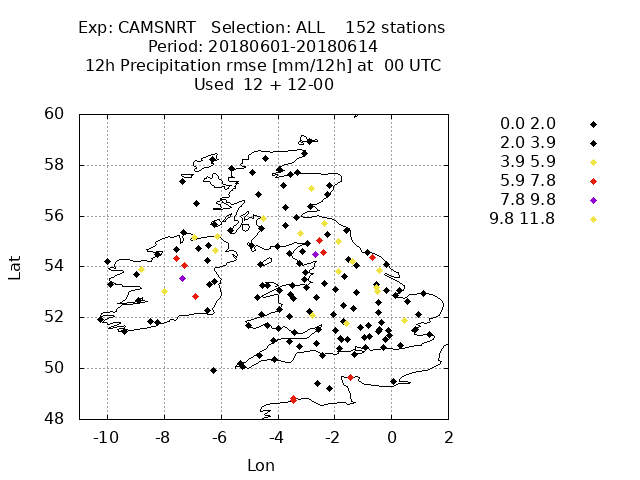 Exp: CAMSNRT Selection: ALL 152 stations
Period: 20180601-20180614
12h Precipitation rmse [mm/12h] at 00 UTC
Used 12 + 12-00
60
58
56
54
52
50
48
Lat
-10 -8 -6 -4 -2 0 2
Lon
0.0 2.0
2.0 3.9
3.9 5.9
5.9 7.8
7.8 9.8
9.8 11.8